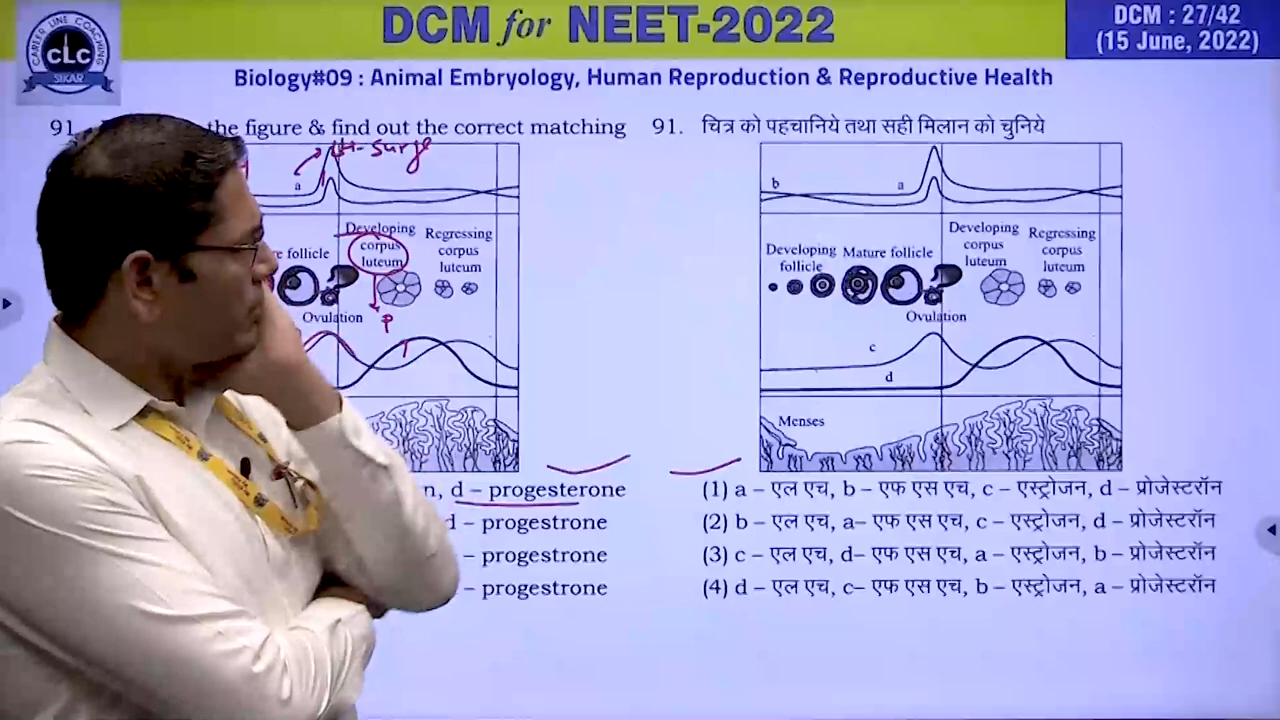 DCM for NEET-2022
DCM : 27/42
(15 June, 2022)
CAREER LINE COACHING
CLC
SIKAR
Biology#09 : Animal Embryology, Human Reproduction & Reproductive Health
91.
the figure & find out the correct matching
LH-Surge
a
Developing
corpus
luteum
Regressing
corpus
luteum
follicle
Ovulation
P
d – progesterone
d – progestrone
– progestrone
– progestrone
91. चित्र को पहचानिये तथा सही मिलान को चुनिये
b
a
Developing
follicle
Mature follicle
Developing
corpus
luteum
Regressing
corpus
luteum
Ovulation
c
d
Menses
(1) a – एल एच, b – एफ एस एच, c – एस्ट्रोजन, d – प्रोजेस्टरॉन
(2) b – एल एच, a– एफ एस एच, c – एस्ट्रोजन, d – प्रोजेस्टरॉन
(3) c – एल एच, d– एफ एस एच, a – एस्ट्रोजन, b – प्रोजेस्टरॉन
(4) d – एल एच, c– एफ एस एच, b – एस्ट्रोजन, a – प्रोजेस्टरॉन